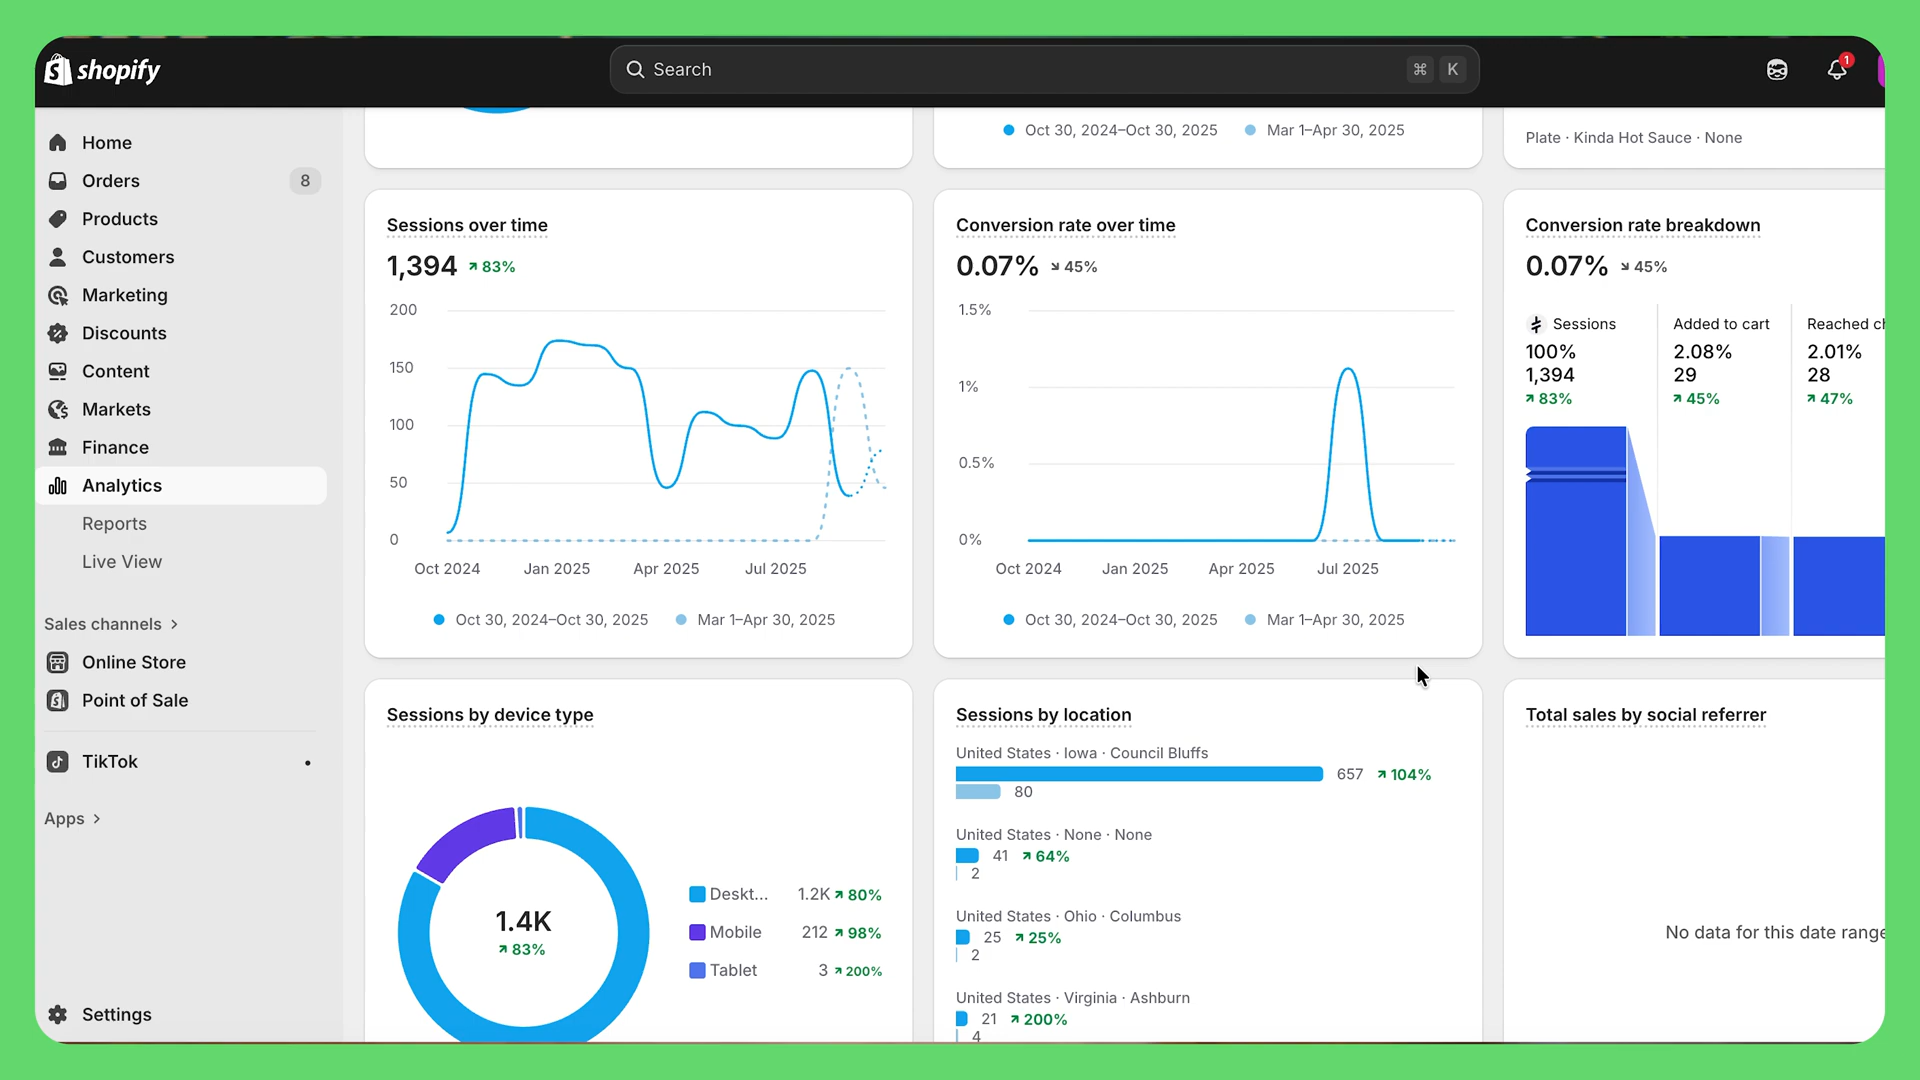 shopify
Search
⌘ K
1
Home
Orders
8
Products
Customers
Marketing
Discounts
Content
Markets
Finance
Analytics
Reports
Live View
Sales channels
Online Store
Point of Sale
TikTok
Apps
Settings
Oct 30, 2024–Oct 30, 2025
Mar 1–Apr 30, 2025
Plate · Kinda Hot Sauce · None
Sessions over time
1,394 83%
200
150
100
50
0
Oct 2024 Jan 2025 Apr 2025 Jul 2025
Oct 30, 2024–Oct 30, 2025 Mar 1–Apr 30, 2025
Conversion rate over time
0.07% 45%
1.5%
1%
0.5%
0%
Oct 2024 Jan 2025 Apr 2025 Jul 2025
Oct 30, 2024–Oct 30, 2025 Mar 1–Apr 30, 2025
Conversion rate breakdown
0.07% 45%
Sessions
100%
1,394
83%
Added to cart
2.08%
29
45%
Reached
2.01%
28
47%
Sessions by device type
1.4K
83%
Deskt... 1.2K 80%
Mobile 212 98%
Tablet 3 200%
Sessions by location
United States · Iowa · Council Bluffs
657 104%
80
United States · None · None
41 64%
2
United States · Ohio · Columbus
25 25%
2
United States · Virginia · Ashburn
21 200%
4
Total sales by social referrer
No data for this date range